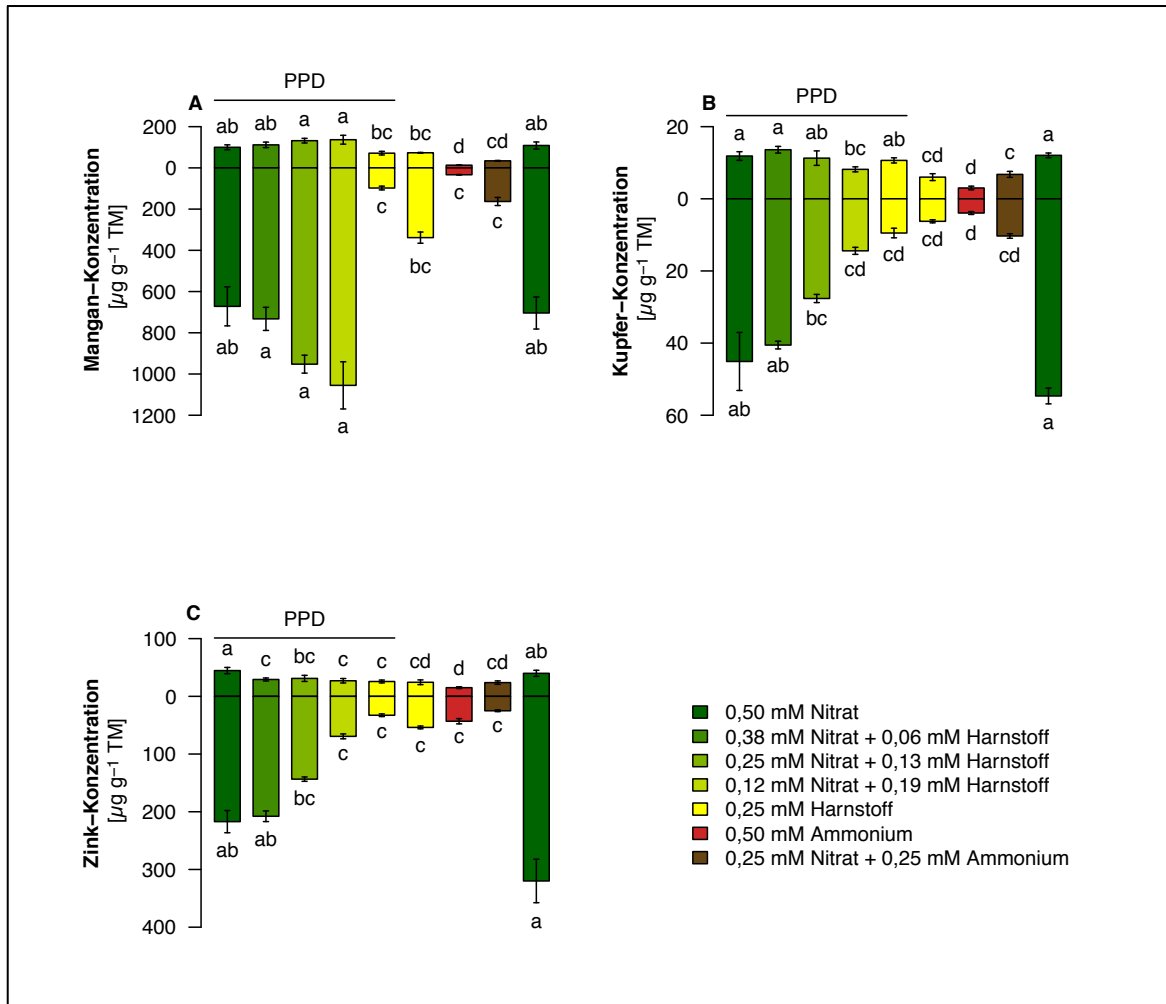 A
PPD
ab ab a a bc bc d cd ab
200
0
200
400
600
800
1000
1200
Mangan–Konzentration
[µg g–1 TM]
ab a a a c bc c c ab
B
PPD
a a ab bc ab cd d c a
20
0
20
40
60
Kupfer–Konzentration
[µg g–1 TM]
ab ab bc cd cd cd d cd a
C
PPD
a c bc c c cd d cd ab
100
0
100
200
300
400
Zink–Konzentration
[µg g–1 TM]
ab ab bc c c c c c a
0,50 mM Nitrat
0,38 mM Nitrat + 0,06 mM Harnstoff
0,25 mM Nitrat + 0,13 mM Harnstoff
0,12 mM Nitrat + 0,19 mM Harnstoff
0,25 mM Harnstoff
0,50 mM Ammonium
0,25 mM Nitrat + 0,25 mM Ammonium